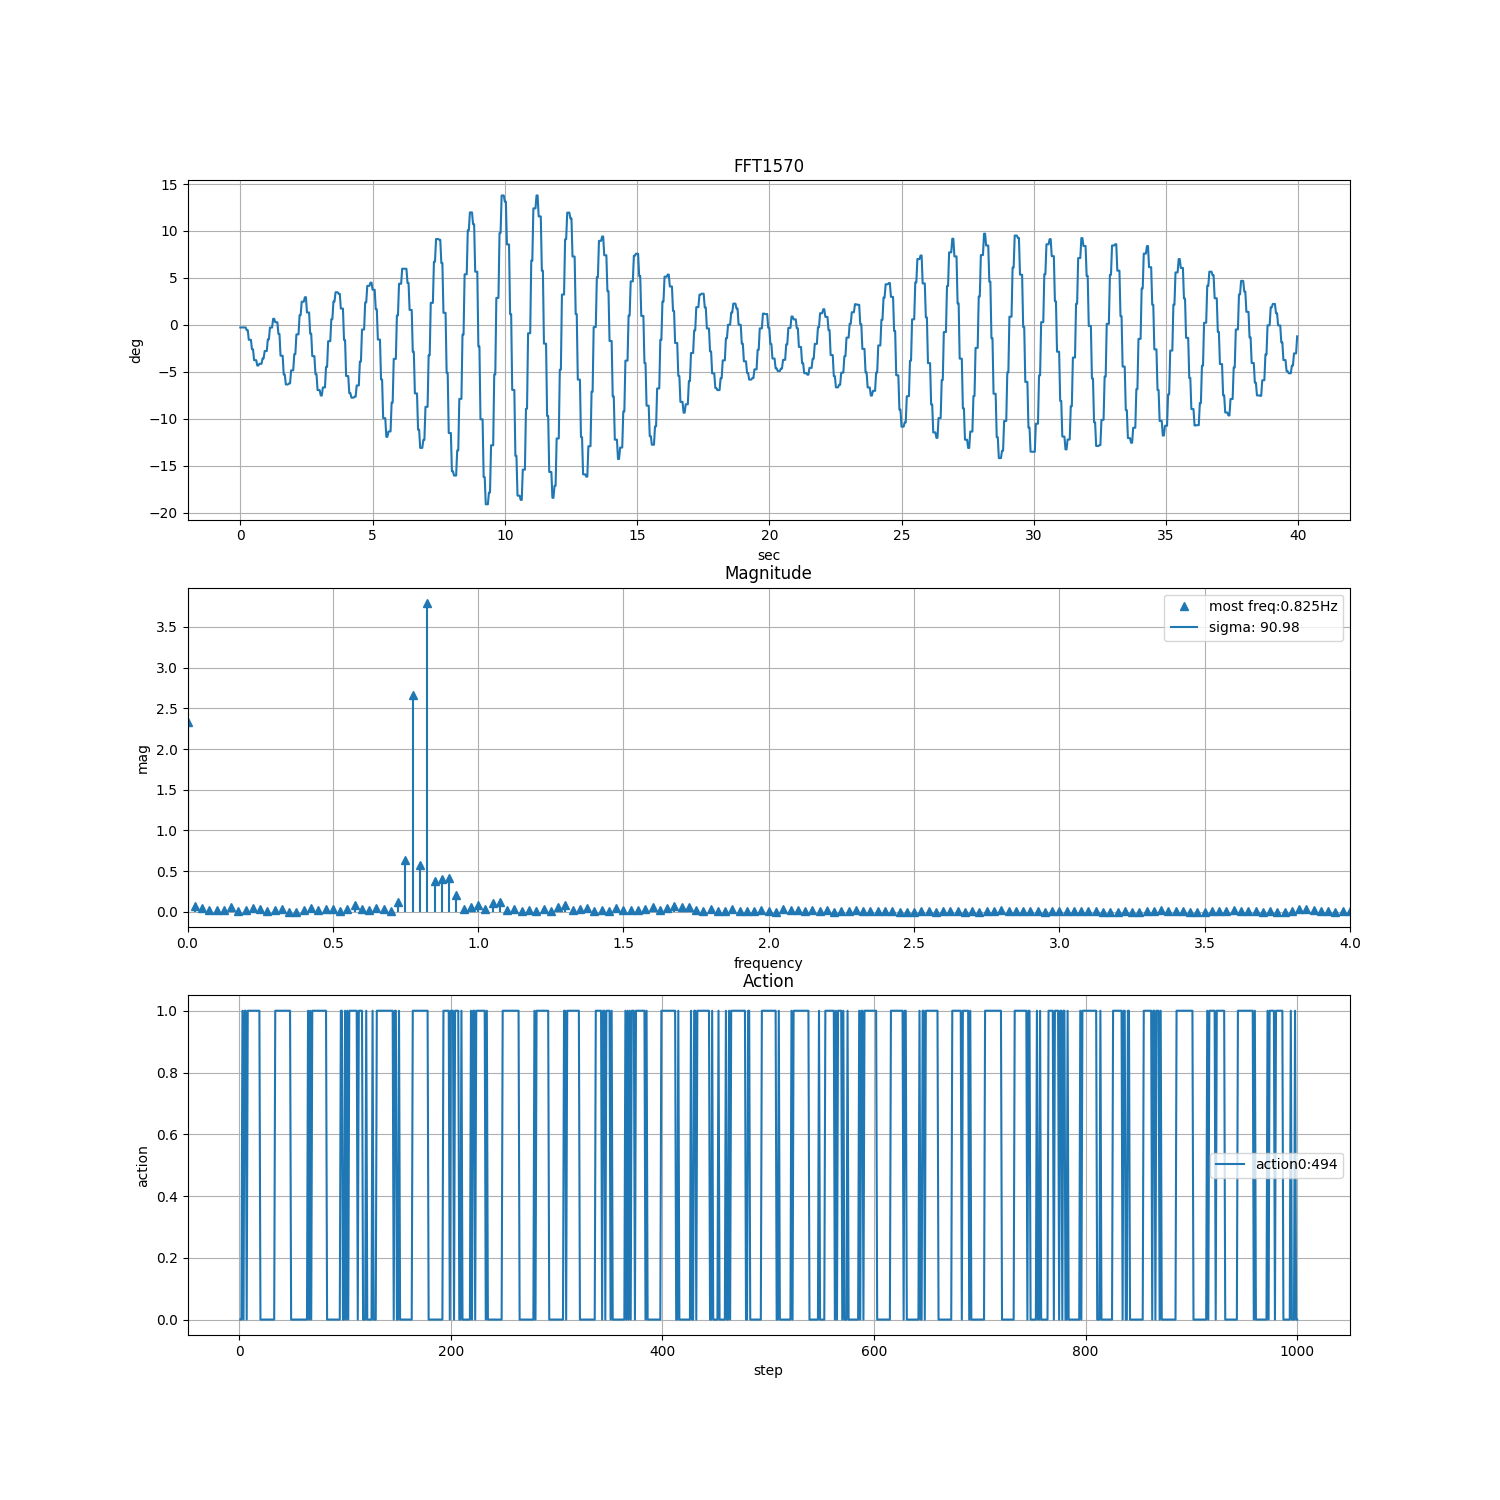 FFT1570
15
10
5
0
−5
−10
−15
−20
deg
0 5 10 15 20 25 30 35 40
sec
Magnitude
3.5
3.0
2.5
2.0
1.5
1.0
0.5
0.0
mag
most freq:0.825Hz
sigma: 90.98
0.0 0.5 1.0 1.5 2.0 2.5 3.0 3.5 4.0
frequency
Action
1.0
0.8
0.6
0.4
0.2
0.0
action
action0:494
0 200 400 600 800 1000
step